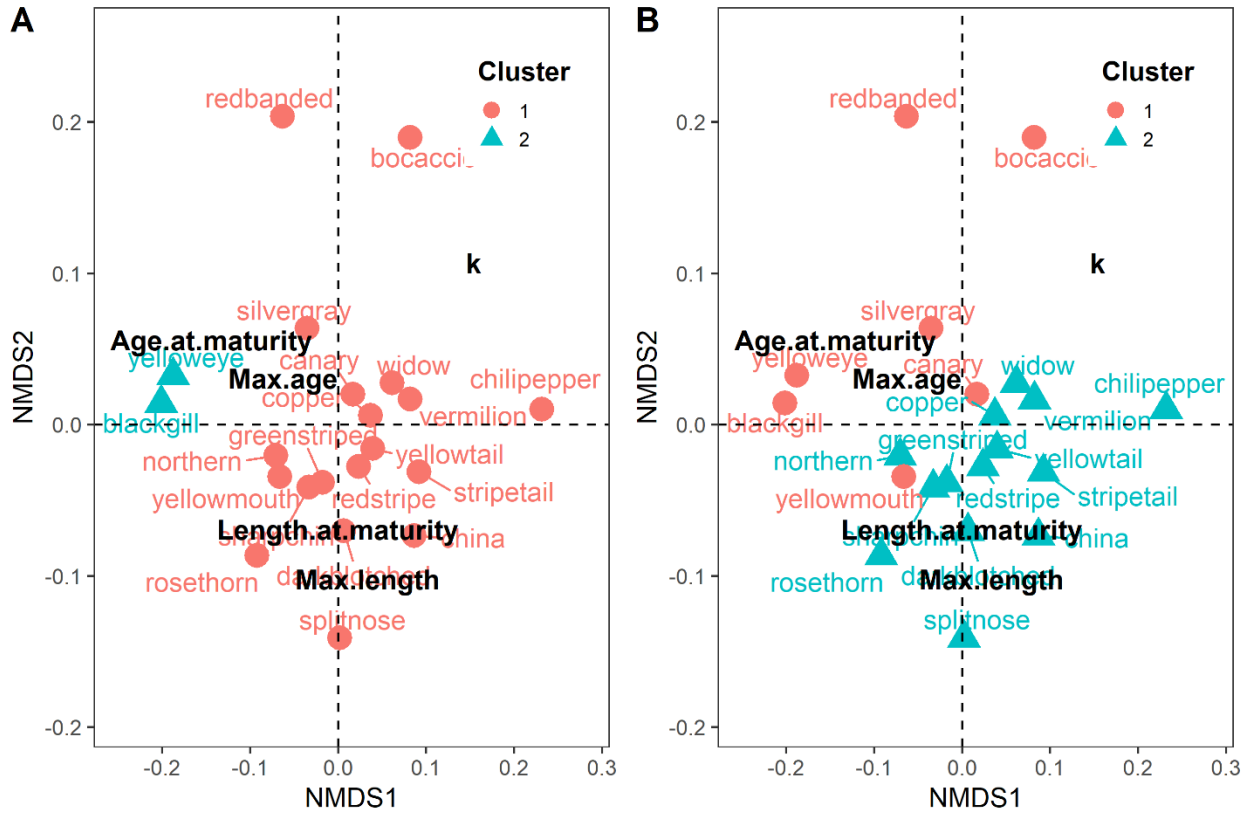 A
Cluster
1
2
redbanded
bocaccio
k
silvergray
Age.at.maturity
yelloweye
canary
widow
Max.age
chilipepper
copper
vermilion
blackgill
greenstriped
northern
yellowtail
yellowmouth
redstripe
stripetail
Length.at.maturity
sharpchin
china
rosethorn
darkblotched
Max.length
splitnose
0.2
0.1
0.0
-0.1
-0.2
NMDS2
-0.2
-0.1
0.0
0.1
0.2
0.3
NMDS1
B
Cluster
1
2
redbanded
bocaccio
k
silvergray
Age.at.maturity
yelloweye
canary
widow
Max.age
chilipepper
copper
vermilion
blackgill
greenstriped
northern
yellowtail
yellowmouth
redstripe
stripetail
Length.at.maturity
sharpchin
china
rosethorn
darkblotched
Max.length
splitnose
0.2
0.1
0.0
-0.1
-0.2
NMDS2
-0.2
-0.1
0.0
0.1
0.2
0.3
NMDS1